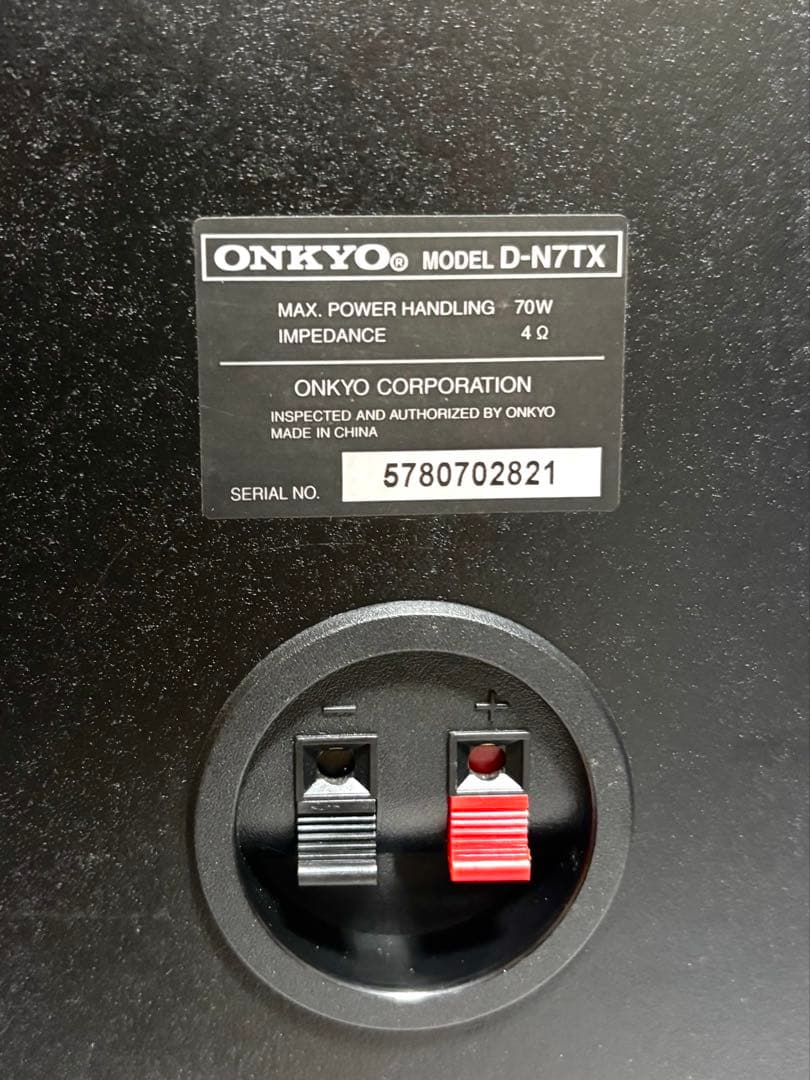 ONKYO® MODEL D-N7TX
MAX. POWER HANDLING 70W
IMPEDANCE 4 Ω
ONKYO CORPORATION
INSPECTED AND AUTHORIZED BY ONKYO
MADE IN CHINA
SERIAL NO. 5780702821
− +